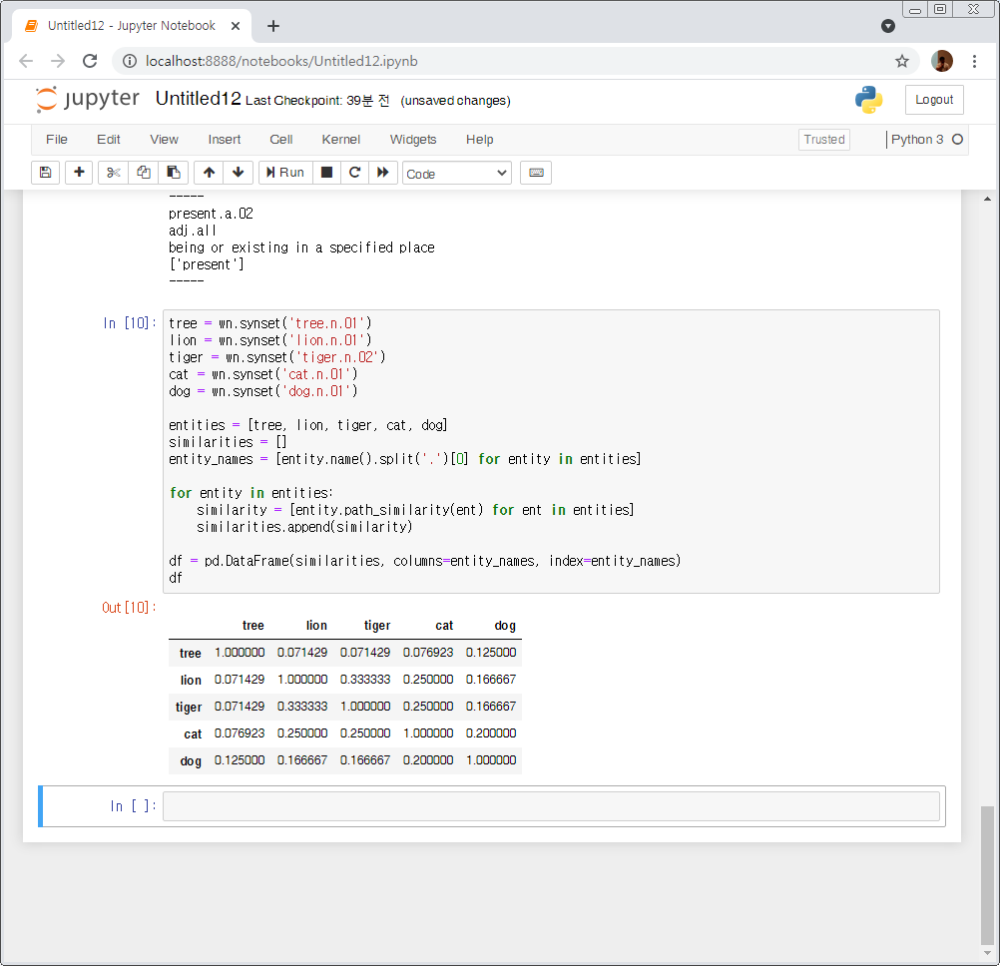 Untitled12 - Jupyter Notebook
localhost:8888/notebooks/Untitled12.ipynb
jupyter Untitled12 Last Checkpoint: 39분 전 (unsaved changes)
Logout
File Edit View Insert Cell Kernel Widgets Help Trusted Python 3
Run Code
-----
present.a.02
adj.all
being or existing in a specified place
['present']
-----
In [10]: tree = wn.synset('tree.n.01')
lion = wn.synset('lion.n.01')
tiger = wn.synset('tiger.n.02')
cat = wn.synset('cat.n.01')
dog = wn.synset('dog.n.01')
entities = [tree, lion, tiger, cat, dog]
similarities = []
entity_names = [entity.name().split('.')[0] for entity in entities]
for entity in entities:
    similarity = [entity.path_similarity(ent) for ent in entities]
    similarities.append(similarity)
df = pd.DataFrame(similarities, columns=entity_names, index=entity_names)
df
Out[10]:
tree lion tiger cat dog
tree 1.000000 0.071429 0.071429 0.076923 0.125000
lion 0.071429 1.000000 0.333333 0.250000 0.166667
tiger 0.071429 0.333333 1.000000 0.250000 0.166667
cat 0.076923 0.250000 0.250000 1.000000 0.200000
dog 0.125000 0.166667 0.166667 0.200000 1.000000
In [ ]: